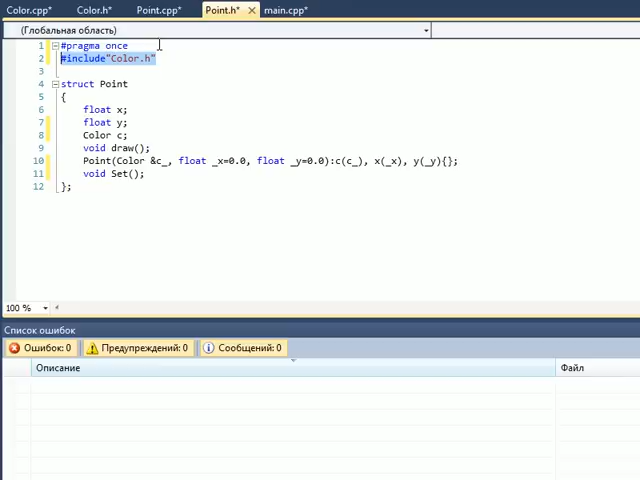 Color.cpp* Color.h* Point.cpp* Point.h* main.cpp*
(Глобальная область)
1 #pragma once
2 #include"Color.h"
3
4 struct Point
5 {
6 float x;
7 float y;
8 Color c;
9 void draw();
10 Point(Color &c_, float _x=0.0, float _y=0.0):c(c_), x(_x), y(_y){};
11 void Set();
12 };
100 %
Список ошибок
Ошибок: 0 Предупреждений: 0 Сообщений: 0
Описание Файл